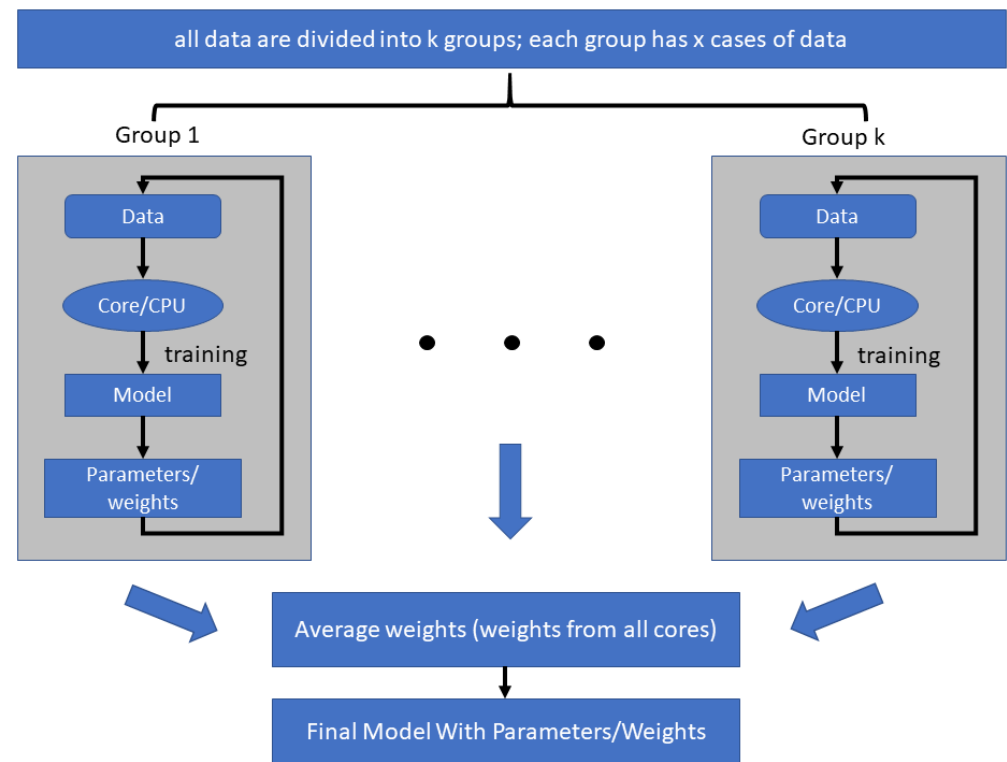 all data are divided into k groups; each group has x cases of data
Group 1
Data
Core/CPU
training
Model
Parameters/
weights
Group k
Data
Core/CPU
training
Model
Parameters/
weights
Average weights (weights from all cores)
Final Model With Parameters/Weights